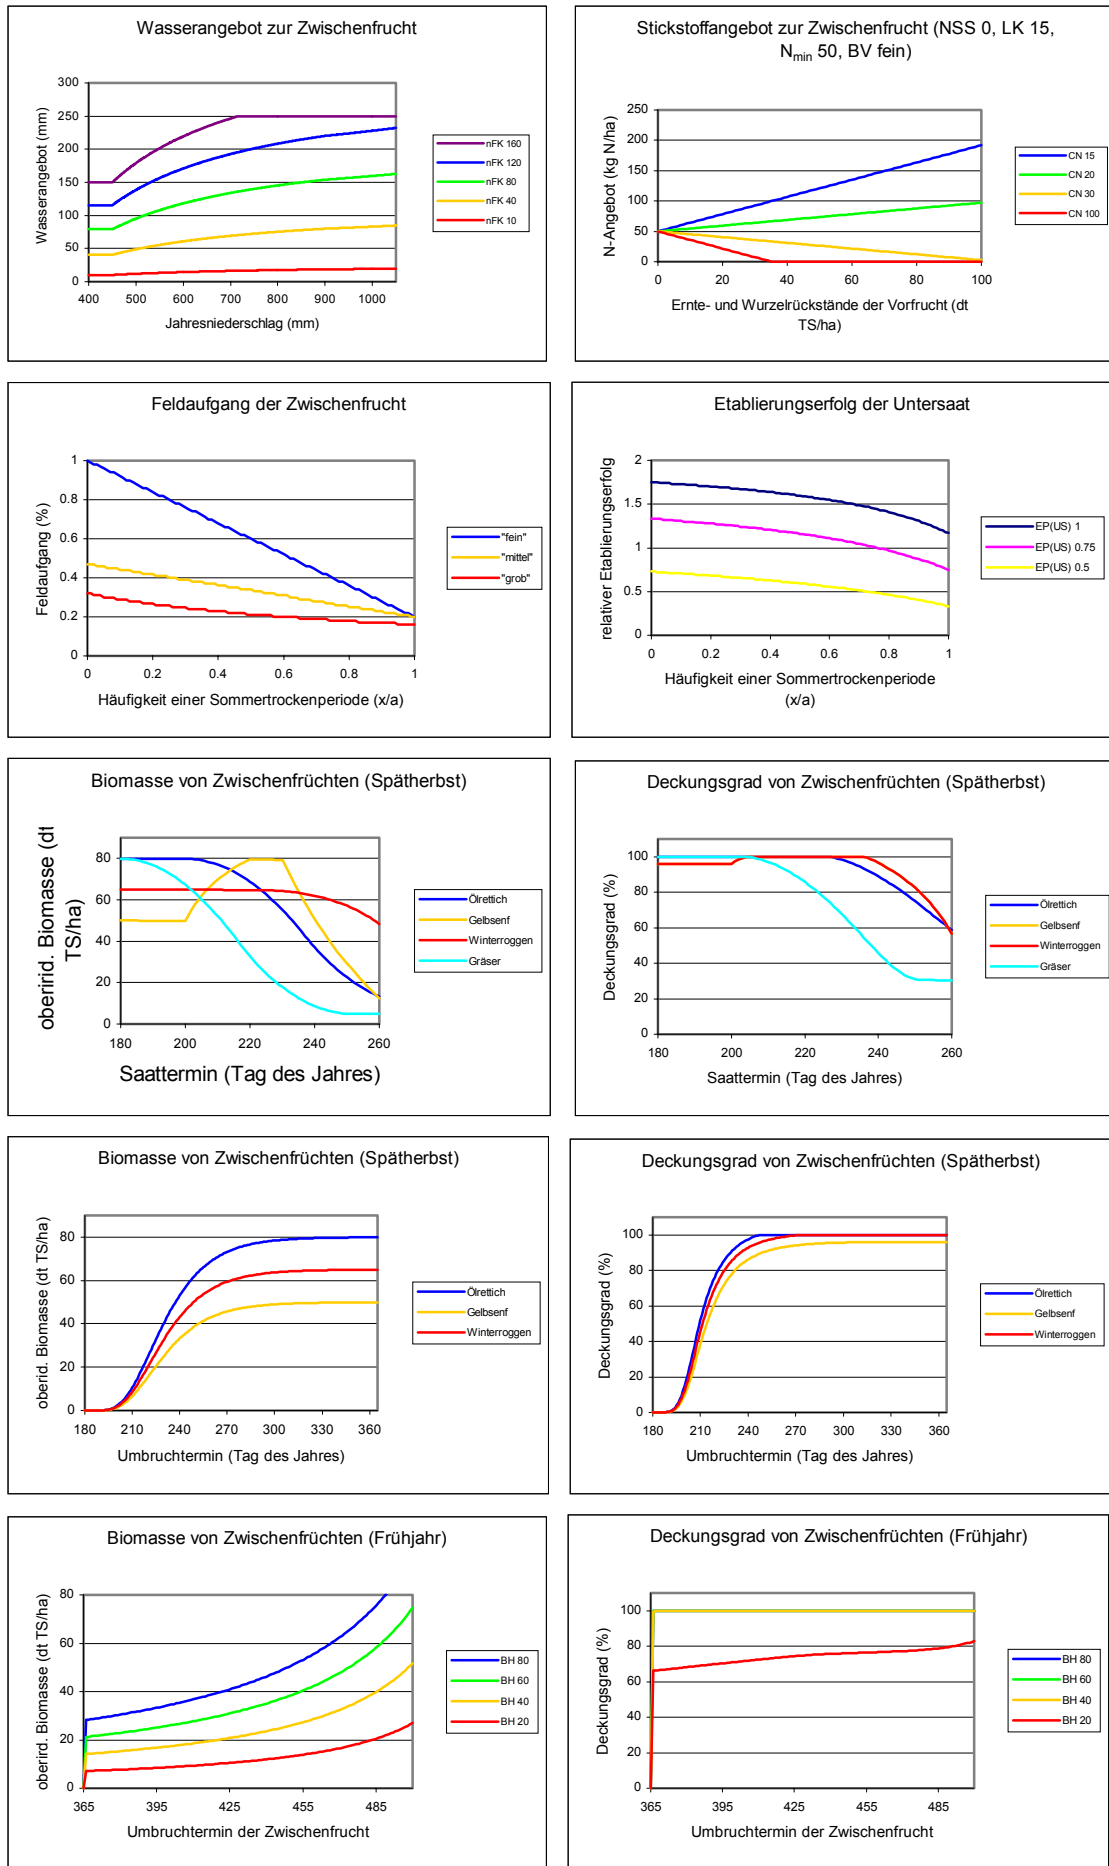 Wasserangebot zur Zwischenfrucht
Wasserangebot (mm)
300
250
200
150
100
50
0
400 500 600 700 800 900 1000
Jahresniederschlag (mm)
nFK 160
nFK 120
nFK 80
nFK 40
nFK 10
Stickstoffangebot zur Zwischenfrucht (NSS 0, LK 15,
Nmin 50, BV fein)
N-Angebot (kg N/ha)
250
200
150
100
50
0
0 20 40 60 80 100
Ernte- und Wurzelrückstände der Vorfrucht (dt
TS/ha)
CN 15
CN 20
CN 30
CN 100
Feldaufgang der Zwischenfrucht
Feldaufgang (%)
1
0.8
0.6
0.4
0.2
0
0 0.2 0.4 0.6 0.8 1
Häufigkeit einer Sommertrockenperiode (x/a)
"fein"
"mittel"
"grob"
Etablierungserfolg der Untersaat
relativer Etablierungserfolg
2
1.5
1
0.5
0
0 0.2 0.4 0.6 0.8 1
Häufigkeit einer Sommertrockenperiode
(x/a)
EP(US) 1
EP(US) 0.75
EP(US) 0.5
Biomasse von Zwischenfrüchten (Spätherbst)
oberirid. Biomasse (dt
TS/ha)
80
60
40
20
0
180 200 220 240 260
Saattermin (Tag des Jahres)
Ölrettich
Gelbsenf
Winterroggen
Gräser
Deckungsgrad von Zwischenfrüchten (Spätherbst)
Deckungsgrad (%)
100
80
60
40
20
0
180 200 220 240 260
Saattermin (Tag des Jahres)
Ölrettich
Gelbsenf
Winterroggen
Gräser
Biomasse von Zwischenfrüchten (Spätherbst)
oberid. Biomasse (dt TS/ha)
80
60
40
20
0
180 210 240 270 300 330 360
Umbruchtermin (Tag des Jahres)
Ölrettich
Gelbsenf
Winterroggen
Deckungsgrad von Zwischenfrüchten (Spätherbst)
Deckungsgrad (%)
100
80
60
40
20
0
180 210 240 270 300 330 360
Umbruchtermin (Tag des Jahres)
Ölrettich
Gelbsenf
Winterroggen
Biomasse von Zwischenfrüchten (Frühjahr)
oberird. Biomasse (dt TS/ha)
80
60
40
20
0
365 395 425 455 485
Umbruchtermin der Zwischenfrucht
BH 80
BH 60
BH 40
BH 20
Deckungsgrad von Zwischenfrüchten (Frühjahr)
Deckungsgrad (%)
100
80
60
40
20
0
365 395 425 455 485
Umbruchtermin der Zwischenfrucht
BH 80
BH 60
BH 40
BH 20